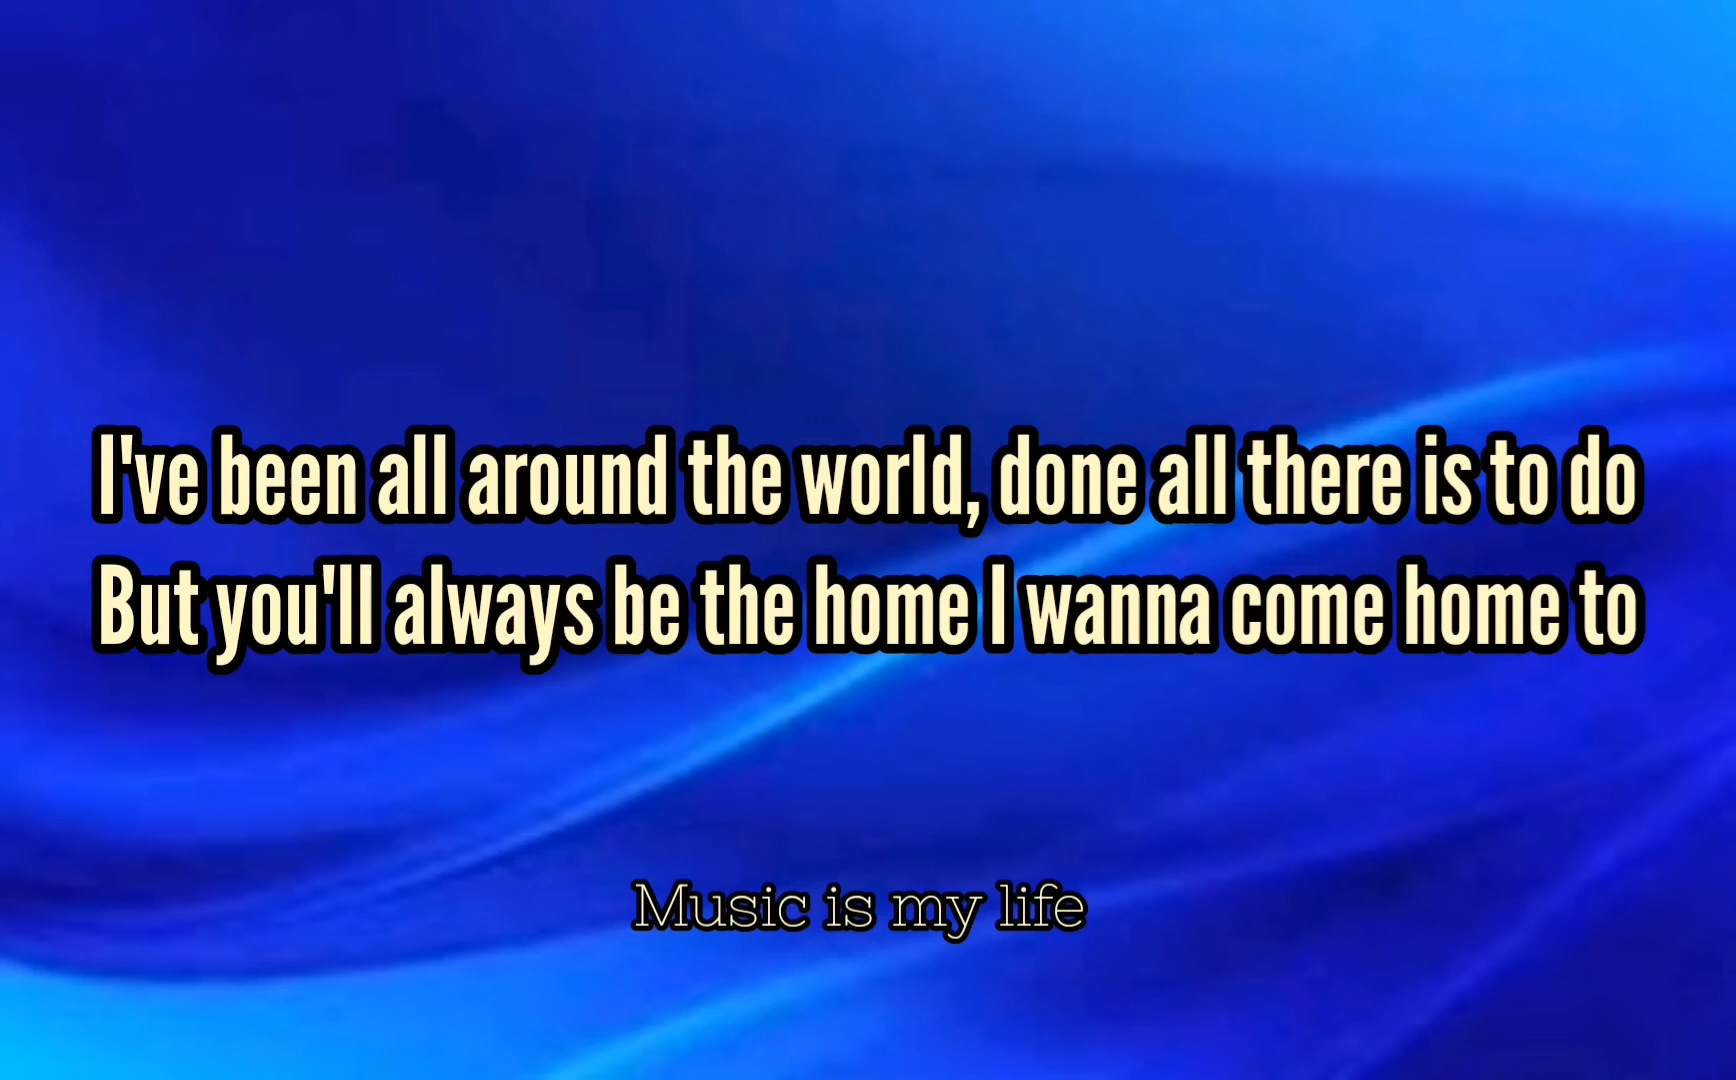 I've been all around the world, done all there is to do
But you'll always be the home I wanna come home to
Music is my life